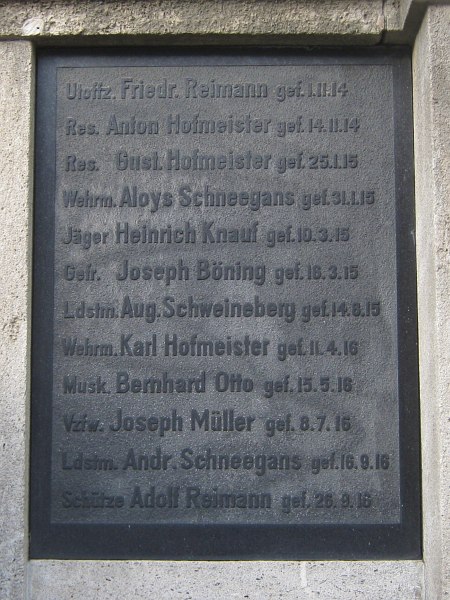 Utoffz. Friedr. Reimann gef. 1.11.14
Res. Anton Hofmeister gef. 14.11.14
Res. Gust. Hofmeister gef. 25.1.15
Wehrm. Aloys Schneegans gef. 31.1.15
Jäger Heinrich Knauf gef. 10.3.15
Gefr. Joseph Böning gef. 16.3.15
Ldstm. Aug. Schweineberg gef. 14.8.15
Wehrm. Karl Hofmeister gef. 11.4.16
Musk. Bernhard Otto gef. 15.5.16
Vzfw. Joseph Müller gef. 8.7.16
Ldstm. Andr. Schneegans gef. 16.9.16
Schütze Adolf Reimann gef. 26.9.16